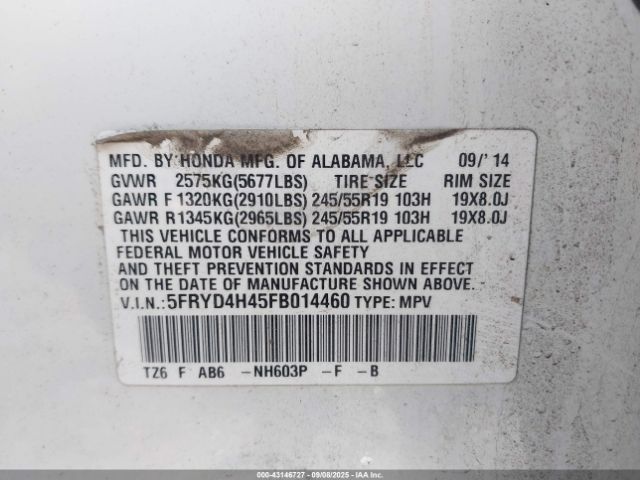 MFD. BY HONDA MFG. OF ALABAMA, LLC 09/'14
GVWR 2575KG(5677LBS) TIRE SIZE RIM SIZE
GAWR F 1320KG(2910LBS) 245/55R19 103H 19X8.0J
GAWR R 1345KG(2965LBS) 245/55R19 103H 19X8.0J
THIS VEHICLE CONFORMS TO ALL APPLICABLE
FEDERAL MOTOR VEHICLE SAFETY
AND THEFT PREVENTION STANDARDS IN EFFECT
ON THE DATE OF MANUFACTURE SHOWN ABOVE.
V.I.N.: 5FRYD4H45FB014460 TYPE: MPV
TZ6 F AB6 -NH603P -F -B
000-43146727 - 09/08/2025 - IAAI.COM